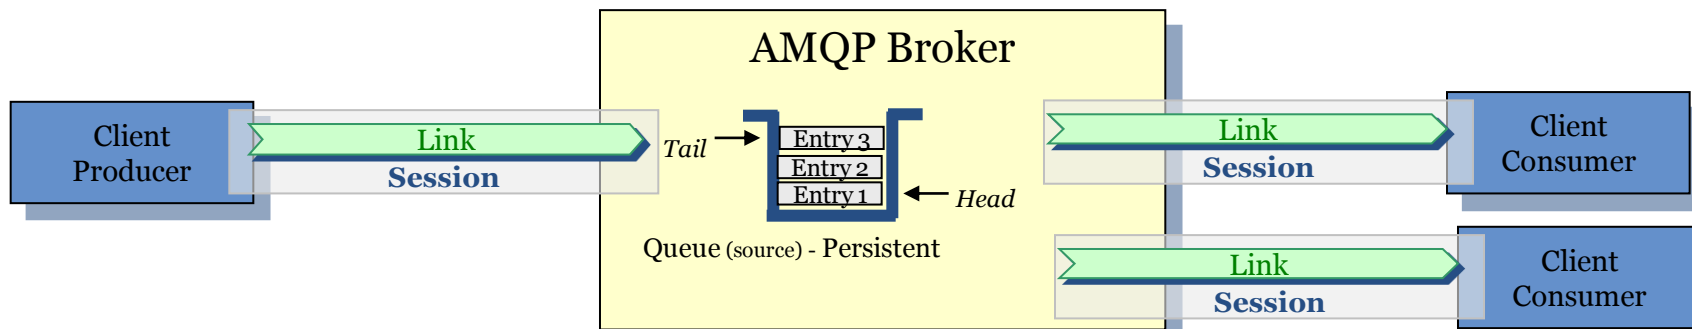 AMQP Broker
Client
Producer
Link
Session
Tail
Entry 3
Entry 2
Entry 1
Head
Queue (source) - Persistent
Link
Session
Client
Consumer
Link
Session
Client
Consumer